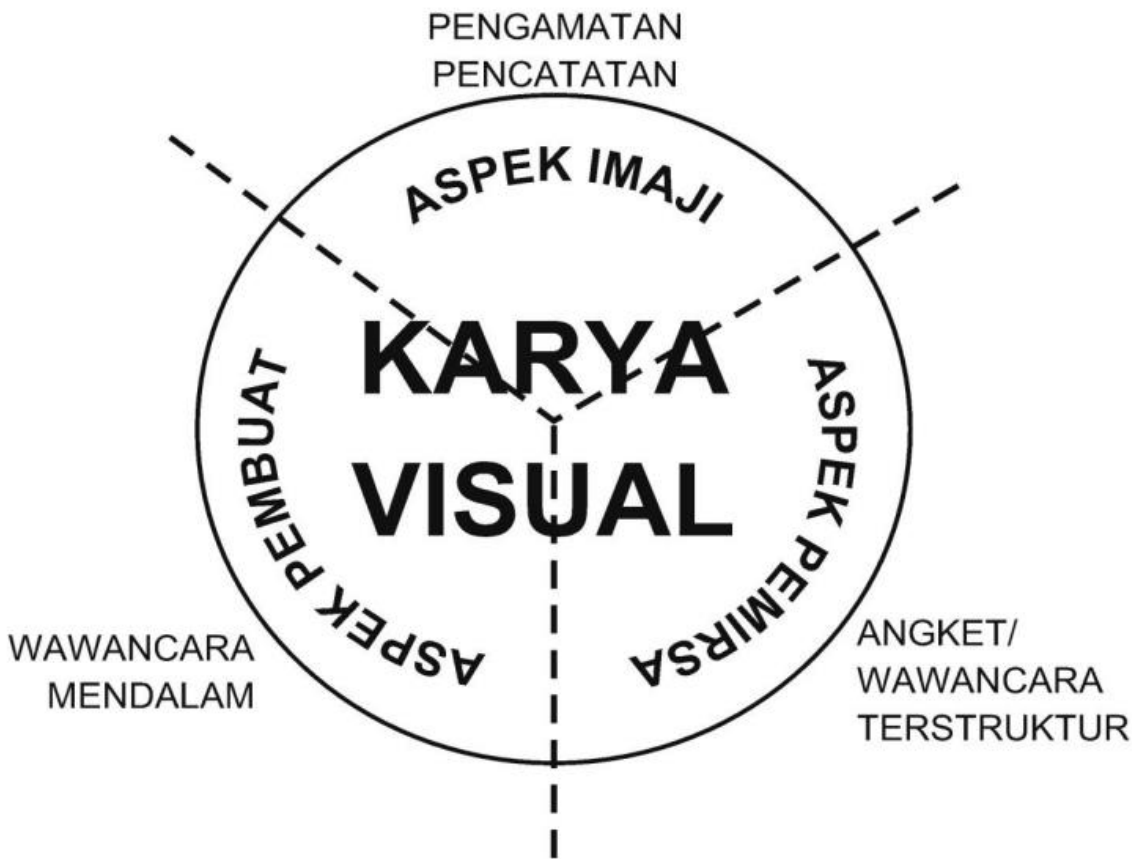 PENGAMATAN
PENCATATAN
ASPEK IMAJI
KARYA
VISUAL
ASPEK PEMBUAT
ASPEK PEMIRSA
WAWANCARA
MENDALAM
ANGKET/
WAWANCARA
TERSTRUKTUR